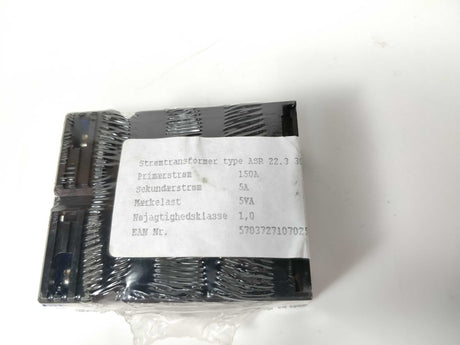 Strømtransformer type ASR 22.3 30
Primærstrøm 150A
Sekundærstrøm 5A
Mærkelast 5VA
Nøjagtighedsklasse 1,0
EAN Nr. 5703727107025